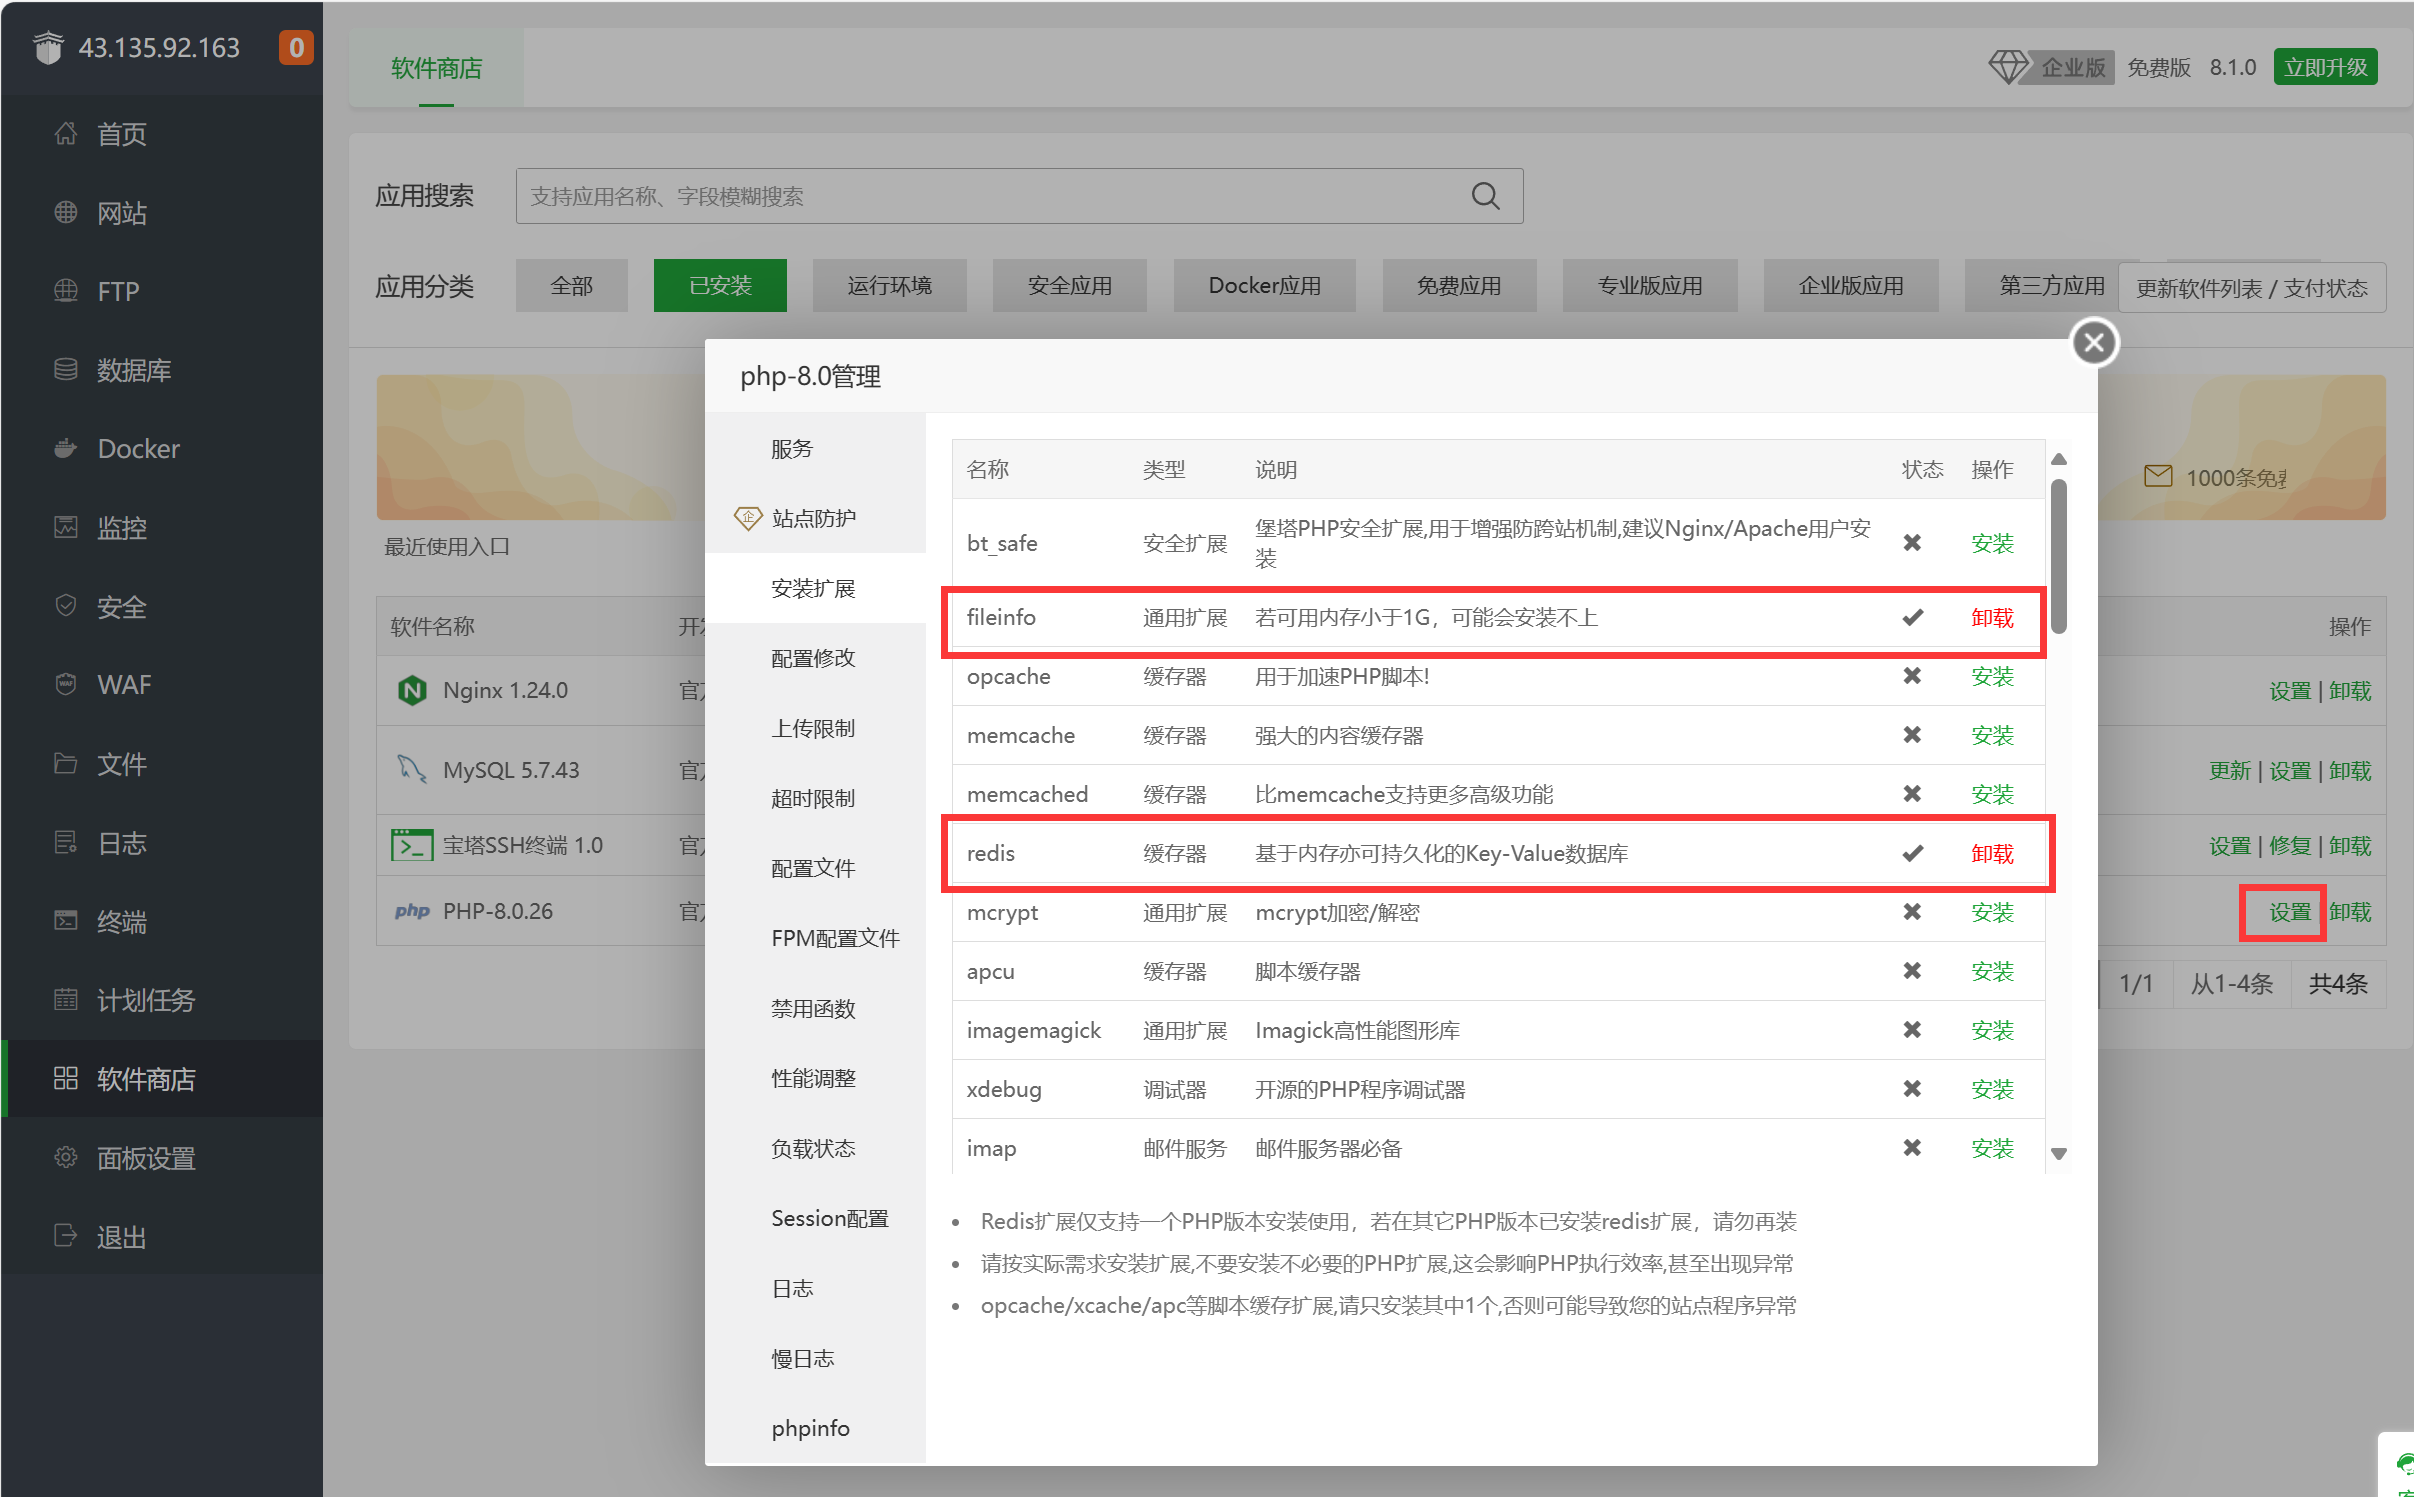 43.135.92.163 0
首页
网站
FTP
数据库
Docker
监控
安全
WAF
文件
日志
终端
计划任务
软件商店
面板设置
退出
软件商店
企业版 免费版 8.1.0 立即升级
应用搜索 支持应用名称、字段模糊搜索
应用分类 全部 已安装 运行环境 安全应用 Docker应用 免费应用 专业版应用 企业版应用 第三方应用 更新软件列表 / 支付状态
1000条免费
最近使用入口
软件名称 开发 操作
Nginx 1.24.0 官方 设置 | 卸载
MySQL 5.7.43 官方 更新 | 设置 | 卸载
宝塔SSH终端 1.0 官方 设置 | 修复 | 卸载
php PHP-8.0.26 官方 设置 卸载
1/1 从1-4条 共4条
php-8.0管理
服务
企 站点防护
安装扩展
配置修改
上传限制
超时限制
配置文件
FPM配置文件
禁用函数
性能调整
负载状态
Session配置
日志
慢日志
phpinfo
名称 类型 说明 状态 操作
bt_safe 安全扩展 堡塔PHP安全扩展,用于增强防跨站机制,建议Nginx/Apache用户安
装 安装
fileinfo 通用扩展 若可用内存小于1G，可能会安装不上 卸载
opcache 缓存器 用于加速PHP脚本! 安装
memcache 缓存器 强大的内容缓存器 安装
memcached 缓存器 比memcache支持更多高级功能 安装
redis 缓存器 基于内存亦可持久化的Key-Value数据库 卸载
mcrypt 通用扩展 mcrypt加密/解密 安装
apcu 缓存器 脚本缓存器 安装
imagemagick 通用扩展 Imagick高性能图形库 安装
xdebug 调试器 开源的PHP程序调试器 安装
imap 邮件服务 邮件服务器必备 安装
Redis扩展仅支持一个PHP版本安装使用，若在其它PHP版本已安装redis扩展，请勿再装
请按实际需求安装扩展,不要安装不必要的PHP扩展,这会影响PHP执行效率,甚至出现异常
opcache/xcache/apc等脚本缓存扩展,请只安装其中1个,否则可能导致您的站点程序异常